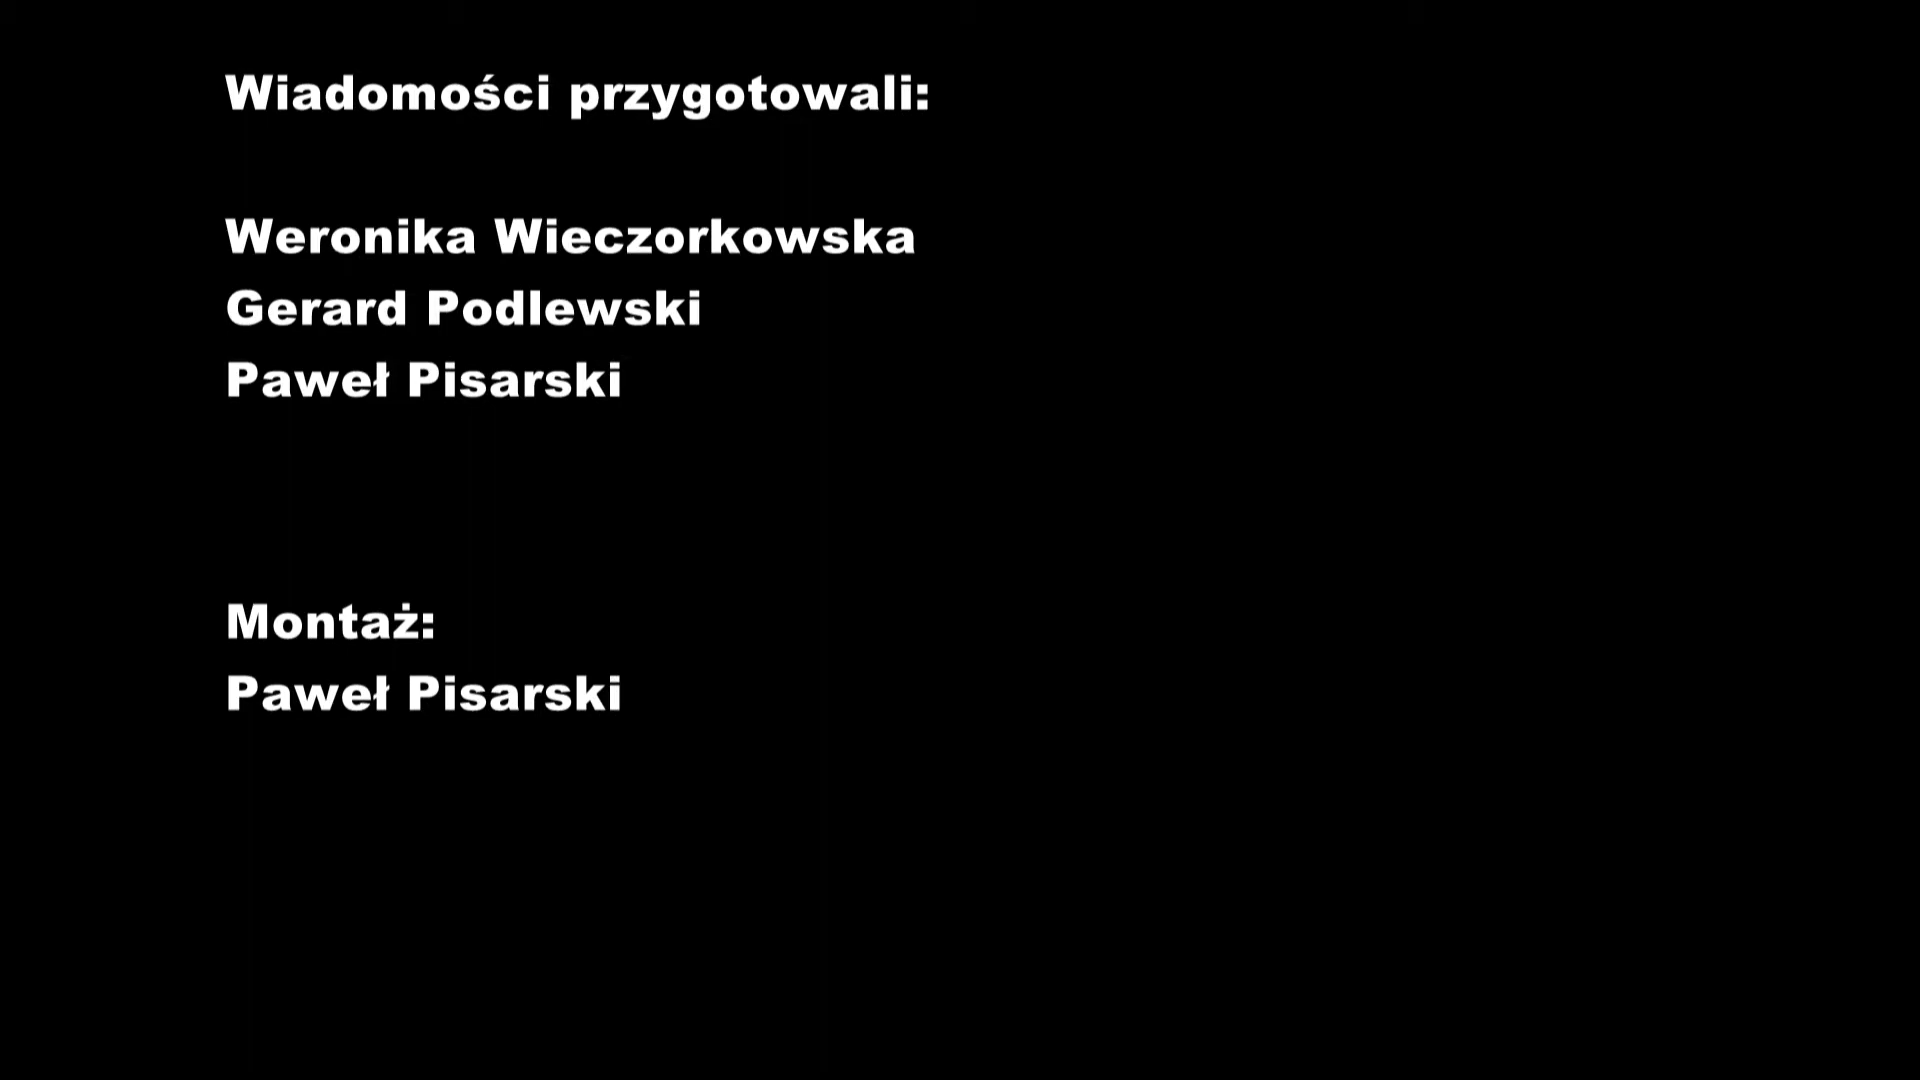 Wiadomości przygotowali:
Weronika Wieczorkowska
Gerard Podlewski
Paweł Pisarski
Montaż:
Paweł Pisarski